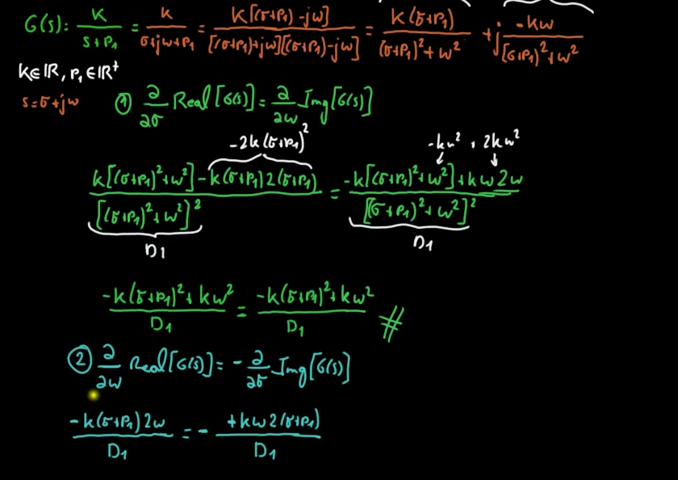 G(s): K/(s+P₁) = K/(σ+jω+P₁) = K[(σ+P₁)-jω]/([(σ+P₁)+jω][(σ+P₁)-jω]) = K(σ+P₁)/((σ+P₁)²+ω²) + j -Kω/([σ+P₁)²+ω²
K∈ℝ, P₁∈ℝ⁺
s=σ+jω
① ∂/∂σ Real[G(s)] = ∂/∂ω Img[G(s)]
-2K(σ+P₁)²
-Kω² + 2Kω²
K[(σ+P₁)²+ω²]-K(σ+P₁)2(σ+P₁)/[(σ+P₁)²+ω²)² = -K[(σ+P₁)²+ω²]+Kω2ω/[(σ+P₁)²+ω²]²
D₁
D₁
-K(σ+P₁)²+Kω²/D₁ = -K(σ+P₁)²+Kω²/D₁ #
② ∂/∂ω Real[G(s)] = - ∂/∂σ Img[G(s)]
-K(σ+P₁)2ω/D₁ = - +Kω2(σ+P₁)/D₁